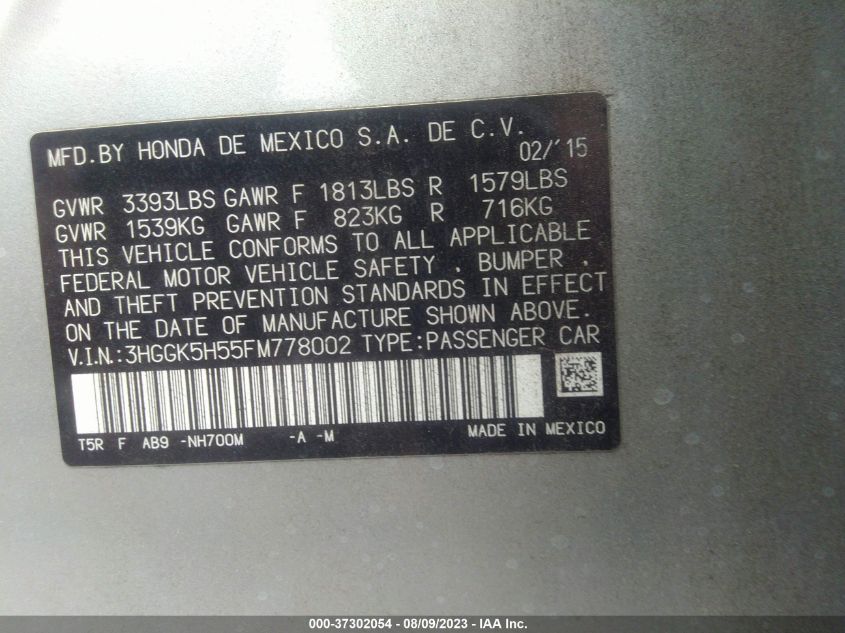 MFD.BY HONDA DE MEXICO S.A. DE C.V.
02/'15
GVWR 3393LBS GAWR F 1813LBS R 1579LBS
GVWR 1539KG GAWR F 823KG R 716KG
THIS VEHICLE CONFORMS TO ALL APPLICABLE
FEDERAL MOTOR VEHICLE SAFETY , BUMPER ,
AND THEFT PREVENTION STANDARDS IN EFFECT
ON THE DATE OF MANUFACTURE SHOWN ABOVE.
V.I.N.:3HGGK5H55FM778002 TYPE:PASSENGER CAR
T5R F AB9 -NH700M -A -M MADE IN MEXICO
000-37302054 - 08/09/2023 - IAA Inc.